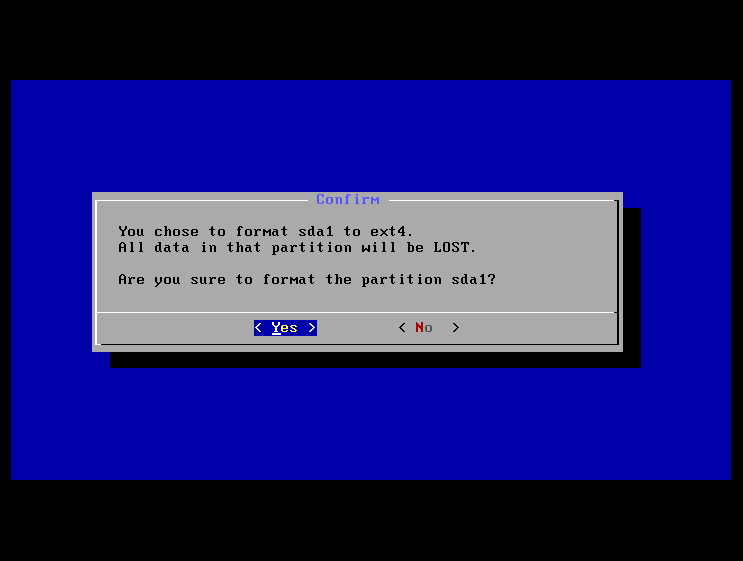 Confirm
You chose to format sda1 to ext4.
All data in that partition will be LOST.
Are you sure to format the partition sda1?
< Yes > < No >